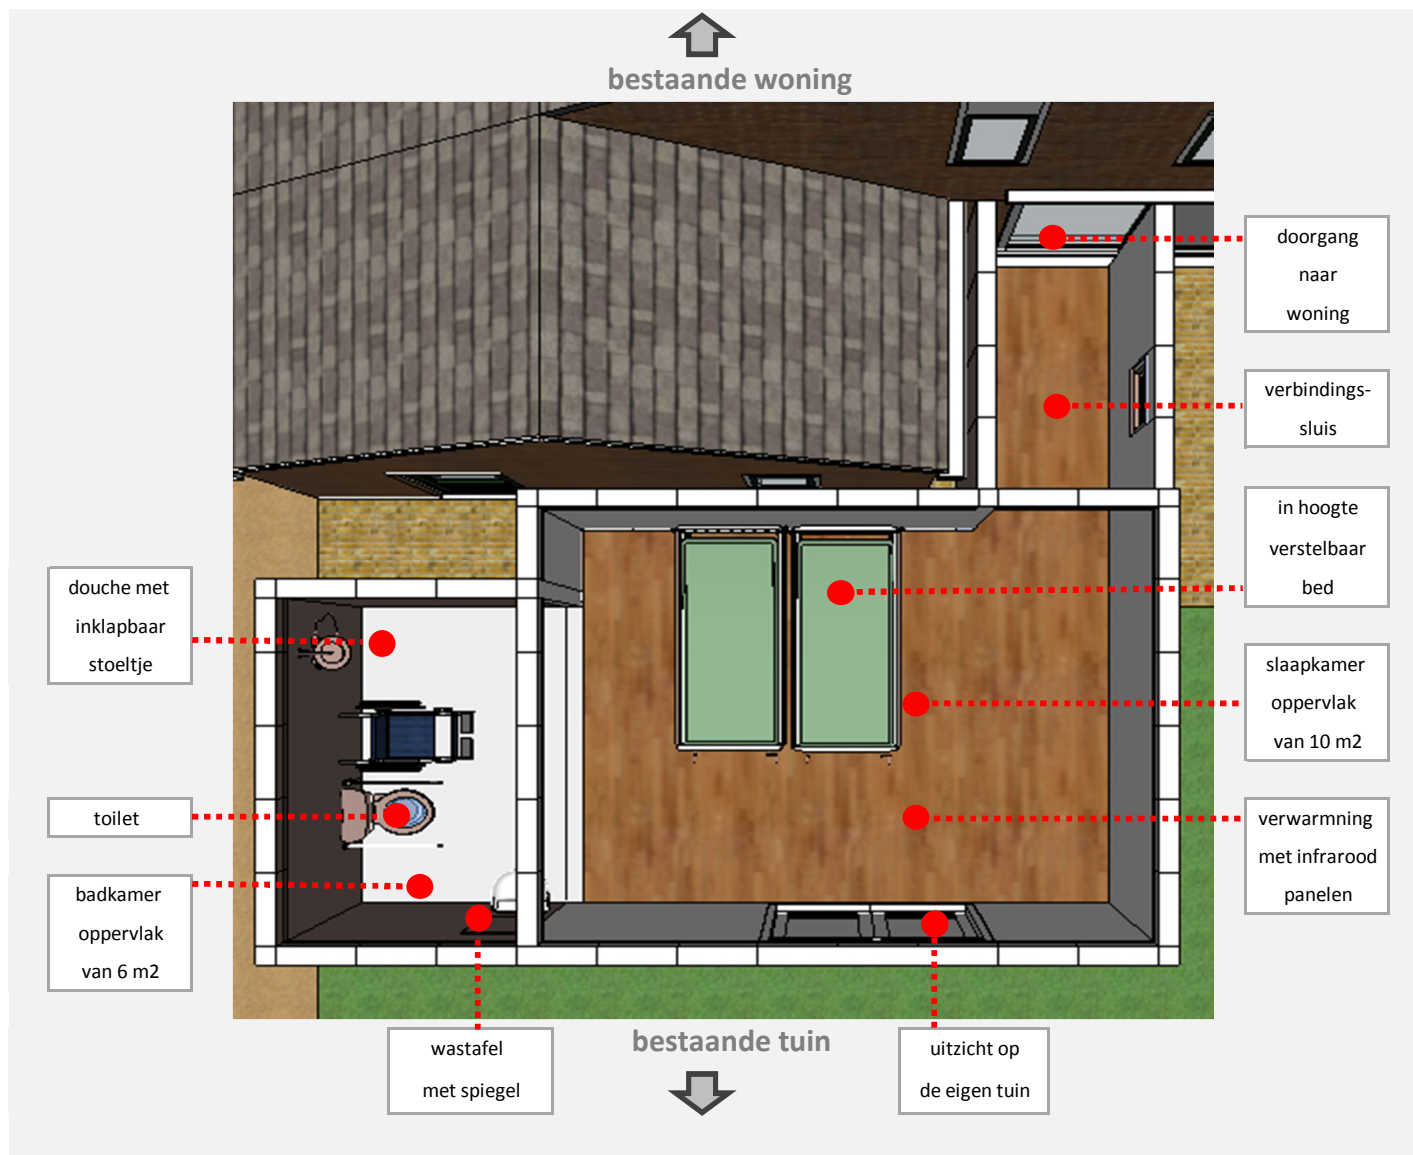 bestaande woning
doorgang
naar
woning
verbindings-
sluis
in hoogte
verstelbaar
bed
slaapkamer
oppervlak
van 10 m2
verwarmning
met infrarood
panelen
douche met
inklapbaar
stoeltje
toilet
badkamer
oppervlak
van 6 m2
wastafel
met spiegel
bestaande tuin
uitzicht op
de eigen tuin